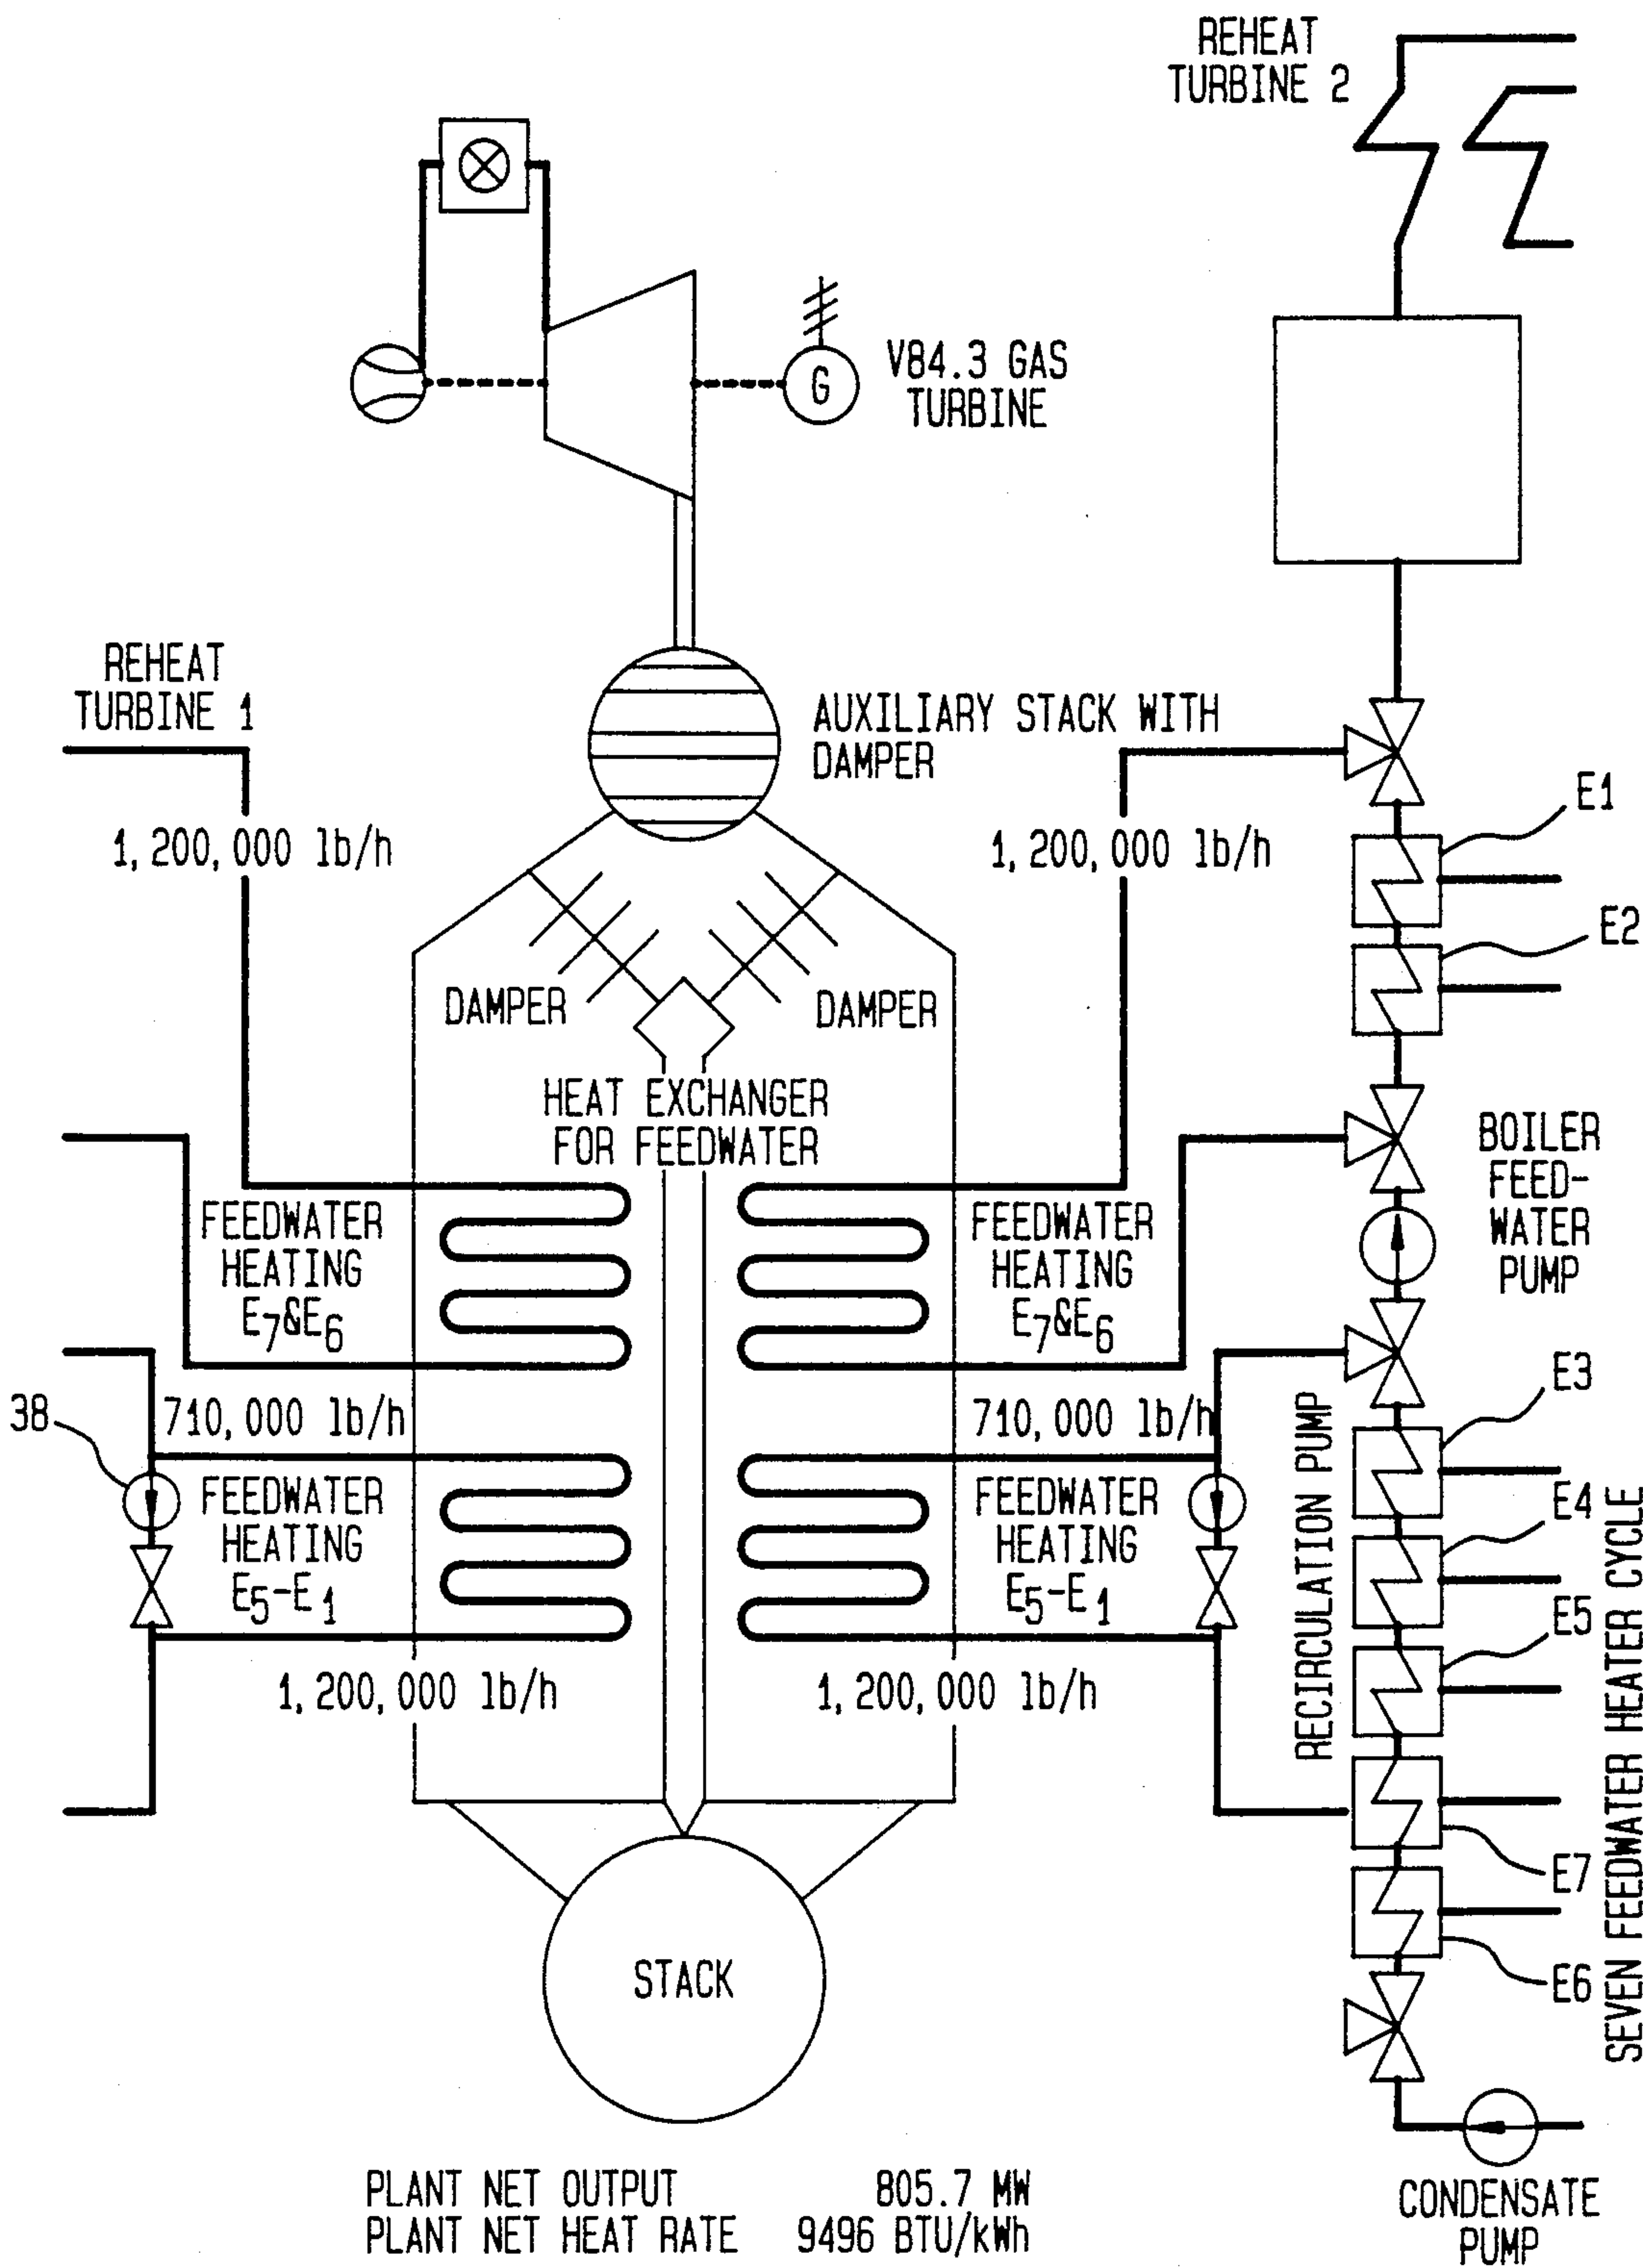 REHEAT
TURBINE 2
V84.3 GAS
TURBINE
G
REHEAT
TURBINE 1
AUXILIARY STACK WITH
DAMPER
1,200,000 lb/h
1,200,000 lb/h
E1
E2
DAMPER
DAMPER
HEAT EXCHANGER
FOR FEEDWATER
BOILER
FEED-
WATER
PUMP
FEEDWATER
HEATING
E7&E6
FEEDWATER
HEATING
E7&E6
38
710,000 lb/h
710,000 lb/h
E3
FEEDWATER
HEATING
E5-E1
FEEDWATER
HEATING
E5-E1
RECIRCULATION PUMP
E4
E5
1,200,000 lb/h
1,200,000 lb/h
E7
E6
SEVEN FEEDWATER HEATER CYCLE
STACK
CONDENSATE
PUMP
PLANT NET OUTPUT 805.7 MW
PLANT NET HEAT RATE 9496 BTU/kWh